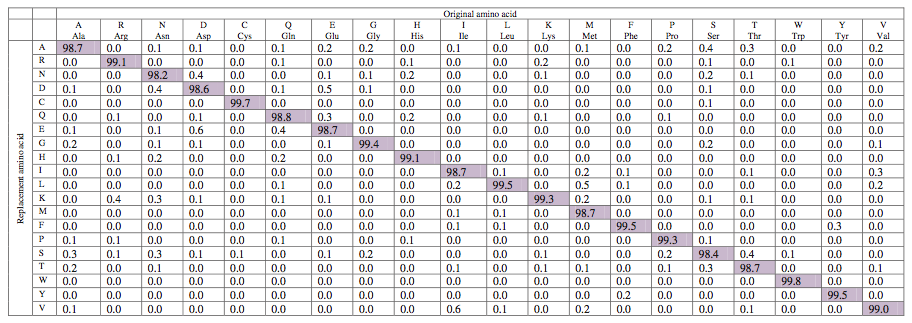 Original amino acid
A R N D C Q E G H I L K M F P S T W Y V
Ala Arg Asn Asp Cys Gln Glu Gly His Ile Leu Lys Met Phe Pro Ser Thr Trp Tyr Val
Replacement amino acid
A 98.7 0.0 0.1 0.1 0.0 0.1 0.2 0.2 0.0 0.1 0.0 0.0 0.1 0.0 0.2 0.4 0.3 0.0 0.0 0.2
R 0.0 99.1 0.0 0.0 0.0 0.1 0.0 0.0 0.1 0.0 0.0 0.2 0.0 0.0 0.0 0.1 0.0 0.1 0.0 0.0
N 0.0 0.0 98.2 0.4 0.0 0.0 0.1 0.1 0.2 0.0 0.0 0.1 0.0 0.0 0.0 0.2 0.1 0.0 0.0 0.0
D 0.1 0.0 0.4 98.6 0.0 0.1 0.5 0.1 0.0 0.0 0.0 0.0 0.0 0.0 0.0 0.1 0.0 0.0 0.0 0.0
C 0.0 0.0 0.0 0.0 99.7 0.0 0.0 0.0 0.0 0.0 0.0 0.0 0.0 0.0 0.0 0.1 0.0 0.0 0.0 0.0
Q 0.0 0.1 0.0 0.1 0.0 98.8 0.3 0.0 0.2 0.0 0.0 0.1 0.0 0.0 0.1 0.0 0.0 0.0 0.0 0.0
E 0.1 0.0 0.1 0.6 0.0 0.4 98.7 0.0 0.0 0.0 0.0 0.0 0.0 0.0 0.0 0.0 0.0 0.0 0.0 0.0
G 0.2 0.0 0.1 0.1 0.0 0.0 0.1 99.4 0.0 0.0 0.0 0.0 0.0 0.0 0.0 0.2 0.0 0.0 0.0 0.1
H 0.0 0.1 0.2 0.0 0.0 0.2 0.0 0.0 99.1 0.0 0.0 0.0 0.0 0.0 0.0 0.0 0.0 0.0 0.0 0.0
I 0.0 0.0 0.0 0.0 0.0 0.0 0.0 0.0 0.0 98.7 0.1 0.0 0.2 0.1 0.0 0.0 0.1 0.0 0.0 0.3
L 0.0 0.0 0.0 0.0 0.0 0.1 0.0 0.0 0.0 0.2 99.5 0.0 0.5 0.1 0.0 0.0 0.0 0.0 0.0 0.2
K 0.0 0.4 0.3 0.1 0.0 0.1 0.1 0.0 0.0 0.0 0.0 99.3 0.2 0.0 0.0 0.1 0.1 0.0 0.0 0.0
M 0.0 0.0 0.0 0.0 0.0 0.0 0.0 0.0 0.0 0.1 0.1 0.0 98.7 0.0 0.0 0.0 0.0 0.0 0.0 0.0
F 0.0 0.0 0.0 0.0 0.0 0.0 0.0 0.0 0.0 0.1 0.1 0.0 0.0 99.5 0.0 0.0 0.0 0.0 0.3 0.0
P 0.1 0.1 0.0 0.0 0.0 0.1 0.0 0.0 0.1 0.0 0.0 0.0 0.0 0.0 99.3 0.1 0.0 0.0 0.0 0.0
S 0.3 0.1 0.3 0.1 0.1 0.0 0.1 0.2 0.0 0.0 0.0 0.1 0.0 0.0 0.2 98.4 0.4 0.1 0.0 0.0
T 0.2 0.0 0.1 0.0 0.0 0.0 0.0 0.0 0.0 0.1 0.0 0.1 0.1 0.0 0.1 0.3 98.7 0.0 0.0 0.1
W 0.0 0.0 0.0 0.0 0.0 0.0 0.0 0.0 0.0 0.0 0.0 0.0 0.0 0.0 0.0 0.0 0.0 99.8 0.0 0.0
Y 0.0 0.0 0.0 0.0 0.0 0.0 0.0 0.0 0.0 0.0 0.0 0.0 0.0 0.2 0.0 0.0 0.0 0.0 99.5 0.0
V 0.1 0.0 0.0 0.0 0.0 0.0 0.0 0.0 0.0 0.6 0.1 0.0 0.2 0.0 0.0 0.0 0.1 0.0 0.0 99.0